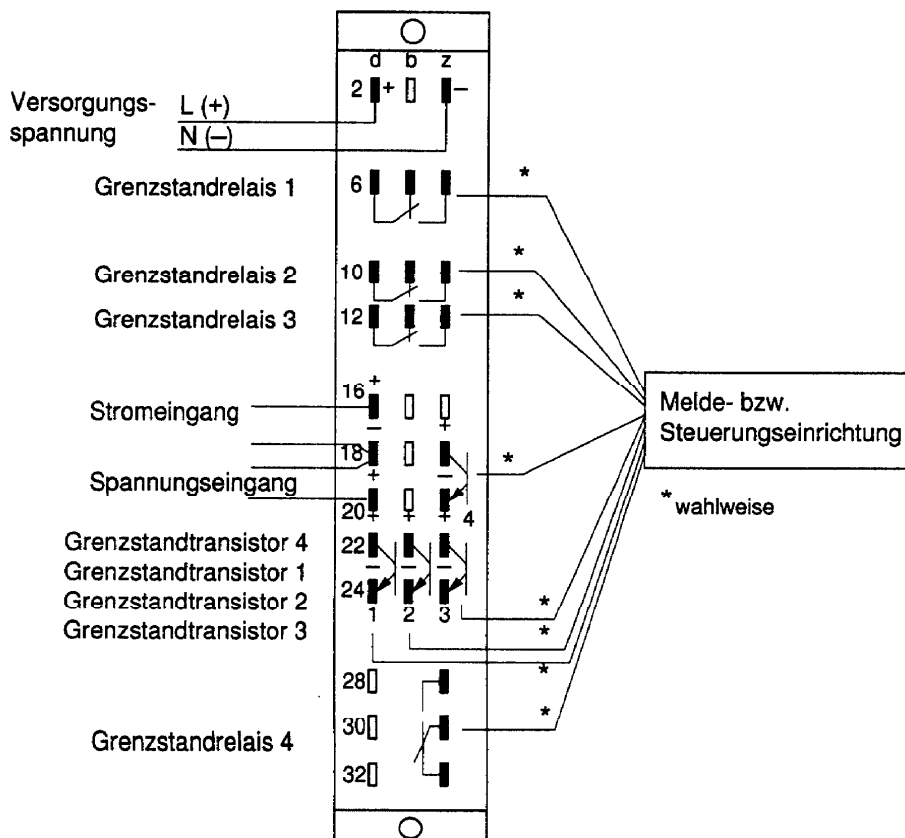 d b z
2 + –
Versorgungs-
spannung
L (+)
N (–)
Grenzstandrelais 1
6
*
Grenzstandrelais 2
10
*
Grenzstandrelais 3
12
*
+
16
Stromeingang
– +
18
*
+ –
Spannungseingang
20
+ + + 4
Grenzstandtransistor 4
22
Grenzstandtransistor 1
– – –
Grenzstandtransistor 2
24
Grenzstandtransistor 3
1 2 3
*
*
*
28
*
30
Grenzstandrelais 4
32
Melde- bzw.
Steuerungseinrichtung
* wahlweise